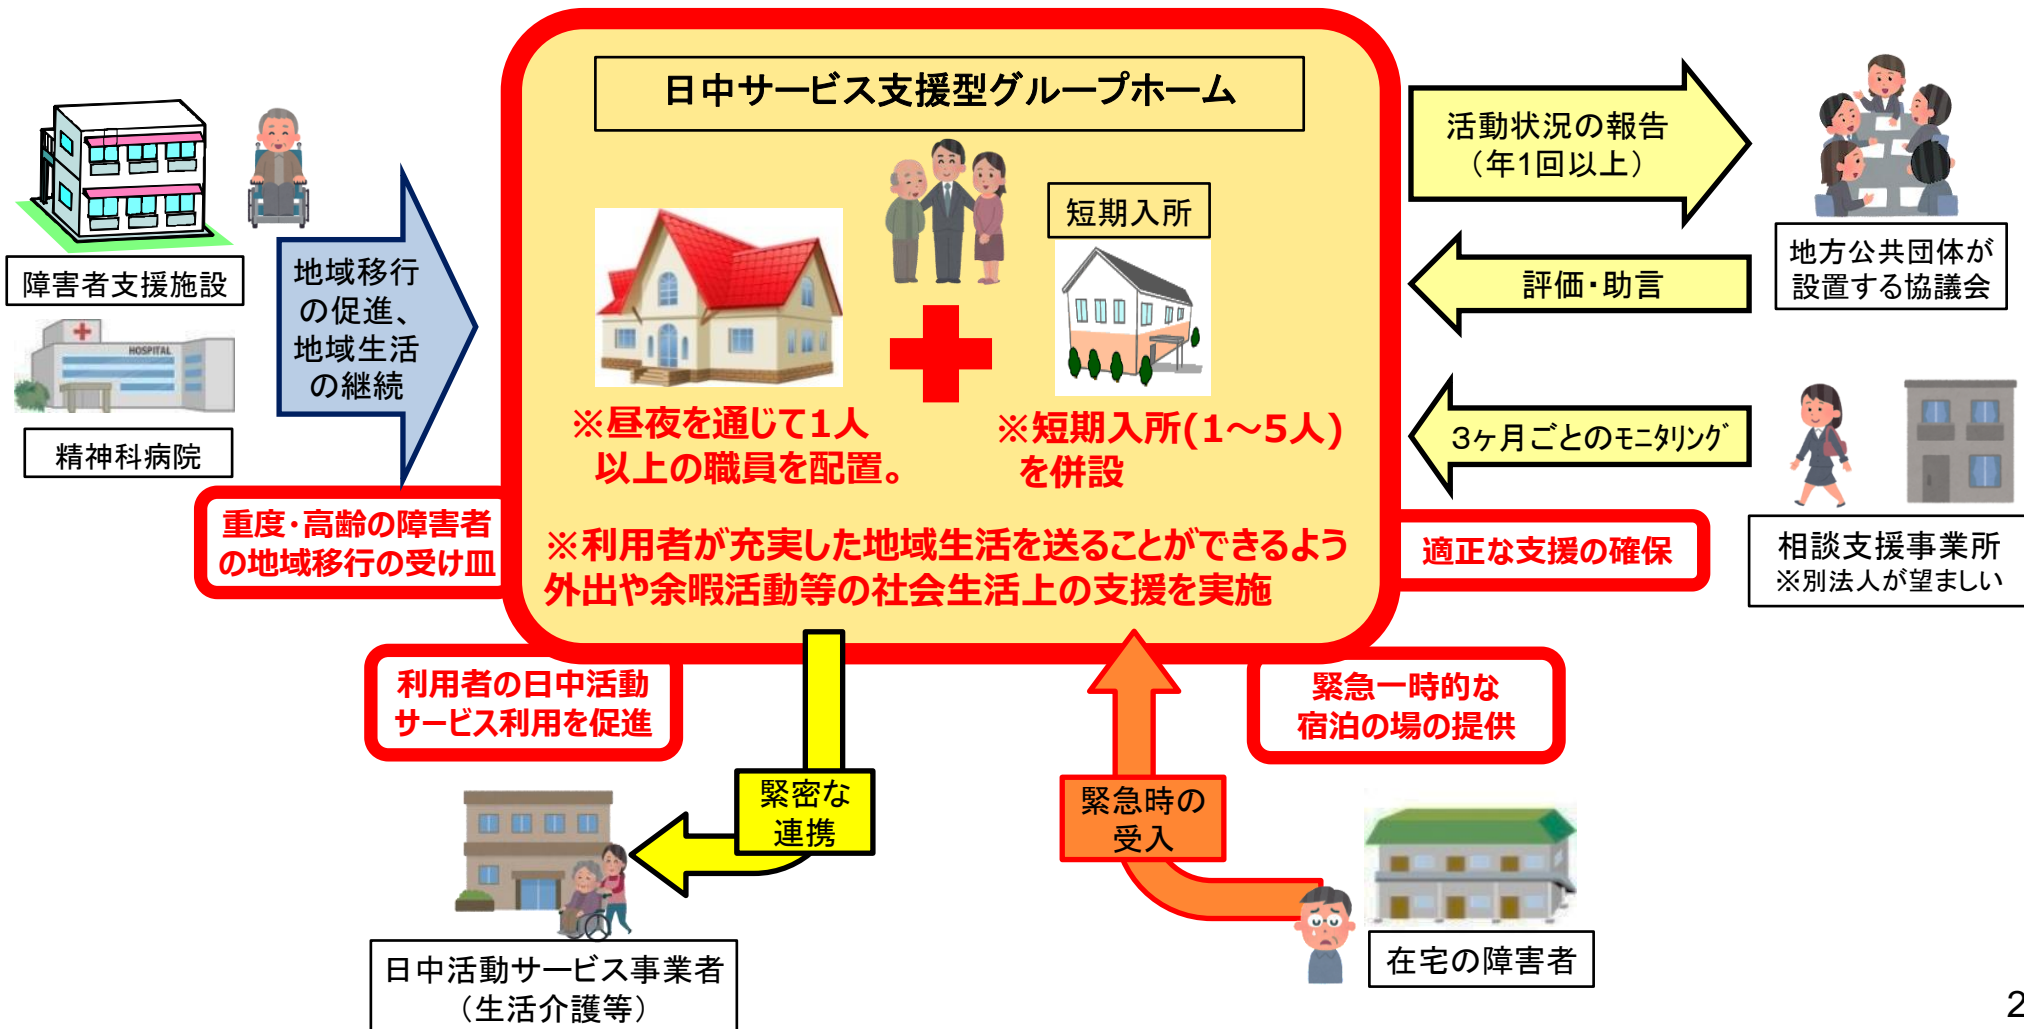 日中サービス支援型グループホーム
障害者支援施設
HOSPITAL
精神科病院
地域移行
の促進、
地域生活
の継続
重度・高齢の障害者
の地域移行の受け皿
短期入所
※昼夜を通じて1人
以上の職員を配置。
※短期入所(1～5人)
を併設
※利用者が充実した地域生活を送ることができるよう
外出や余暇活動等の社会生活上の支援を実施
活動状況の報告
（年1回以上）
評価・助言
地方公共団体が
設置する協議会
3ヶ月ごとのﾓﾆﾀﾘﾝｸﾞ
適正な支援の確保
相談支援事業所
※別法人が望ましい
利用者の日中活動
サービス利用を促進
緊密な
連携
日中活動サービス事業者
（生活介護等）
緊急一時的な
宿泊の場の提供
緊急時の
受入
在宅の障害者
2